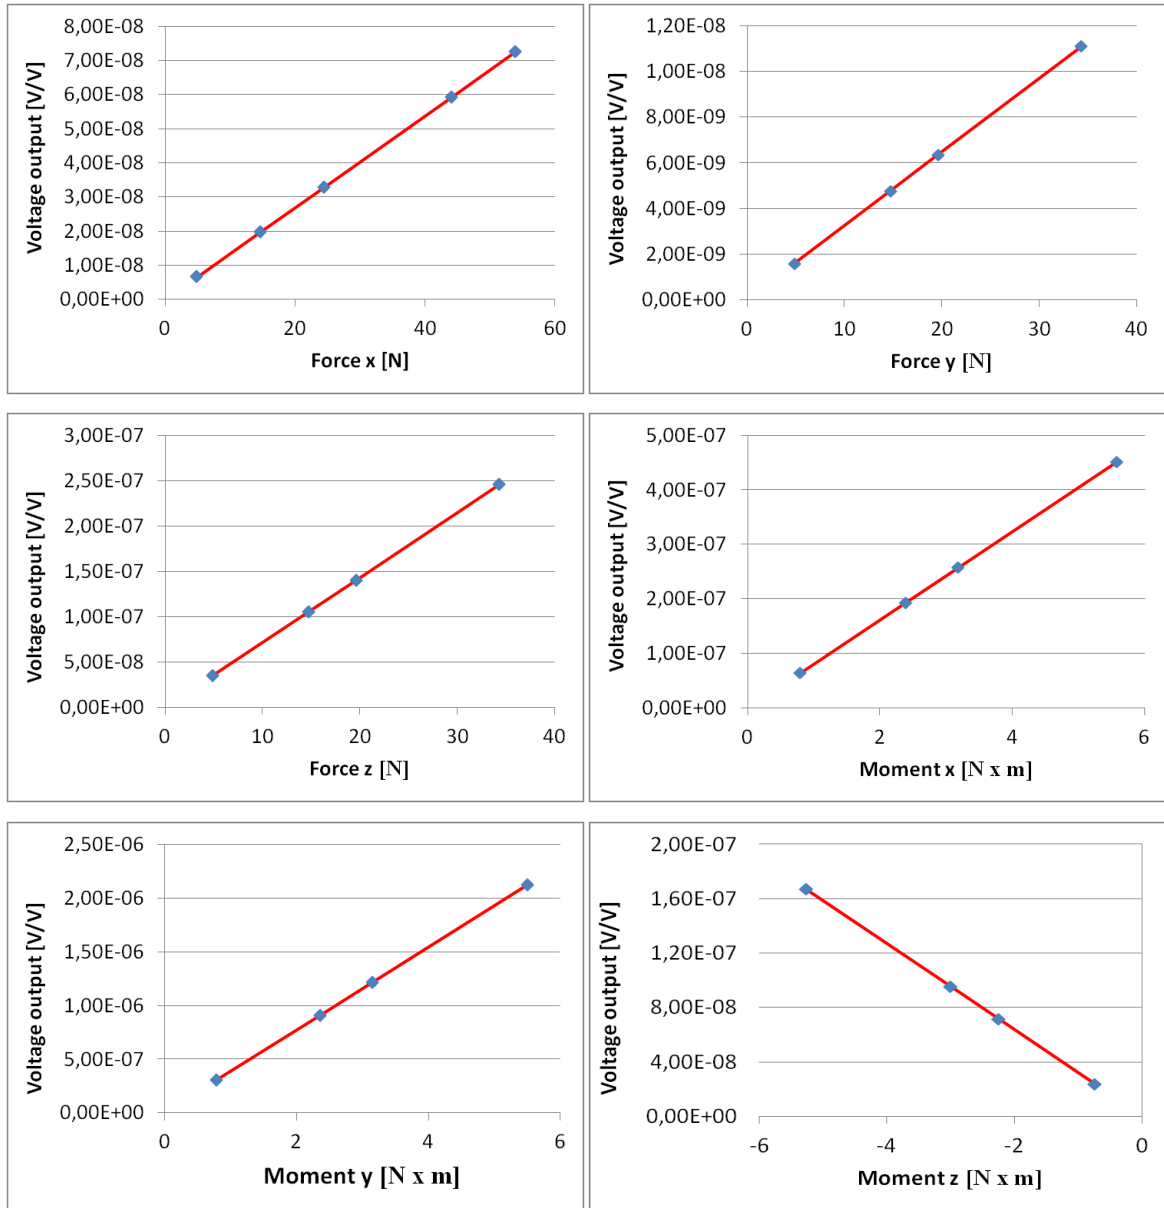 Voltage output [V/V]
8,00E-08
7,00E-08
6,00E-08
5,00E-08
4,00E-08
3,00E-08
2,00E-08
1,00E-08
0,00E+00
0 20 40 60
Force x [N]
Voltage output [V/V]
1,20E-08
1,00E-08
8,00E-09
6,00E-09
4,00E-09
2,00E-09
0,00E+00
0 10 20 30 40
Force y [N]
Voltage output [V/V]
3,00E-07
2,50E-07
2,00E-07
1,50E-07
1,00E-07
5,00E-08
0,00E+00
0 10 20 30 40
Force z [N]
Voltage output [V/V]
5,00E-07
4,00E-07
3,00E-07
2,00E-07
1,00E-07
0,00E+00
0 2 4 6
Moment x [N x m]
Voltage output [V/V]
2,50E-06
2,00E-06
1,50E-06
1,00E-06
5,00E-07
0,00E+00
0 2 4 6
Moment y [N x m]
Voltage output [V/V]
2,00E-07
1,60E-07
1,20E-07
8,00E-08
4,00E-08
0,00E+00
-6 -4 -2 0
Moment z [N x m]